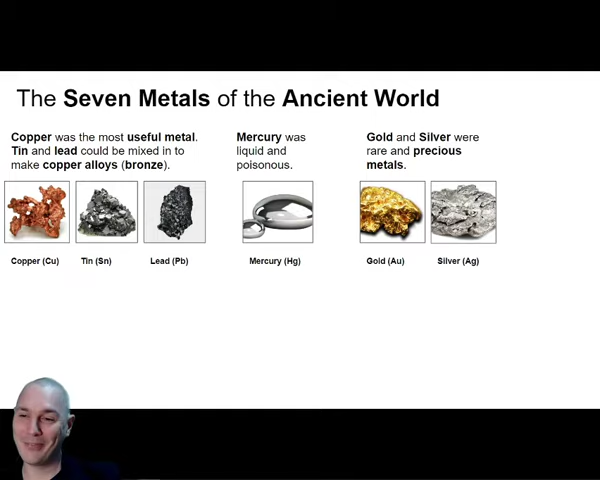 The Seven Metals of the Ancient World
Copper was the most useful metal.
Tin and lead could be mixed in to
make copper alloys (bronze).
Mercury was
liquid and
poisonous.
Gold and Silver were
rare and precious
metals.
Copper (Cu)
Tin (Sn)
Lead (Pb)
Mercury (Hg)
Gold (Au)
Silver (Ag)